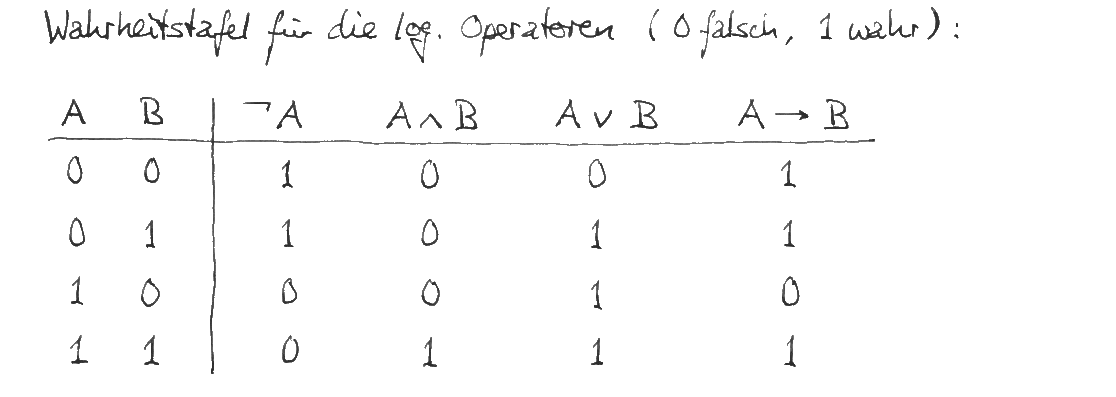 Wahrheitstafel für die log. Operatoren (0 falsch, 1 wahr):
A B ¬A A∧B A∨B A→B
0 0 1 0 0 1
0 1 1 0 1 1
1 0 0 0 1 0
1 1 0 1 1 1